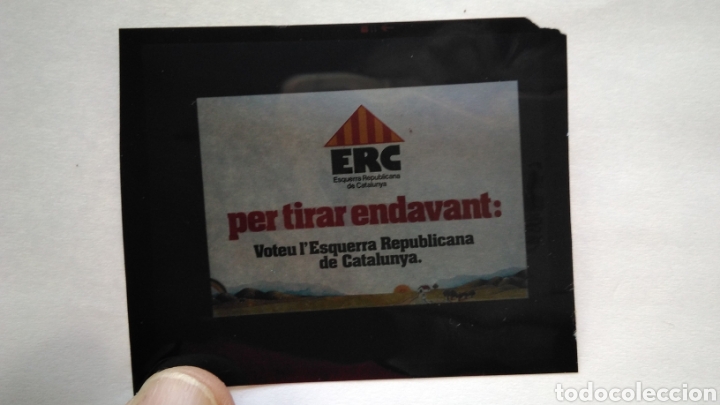 ERC
Esquerra Republicana
de Catalunya
per tirar endavant:
Voteu l'Esquerra Republicana
de Catalunya.
todocoleccion